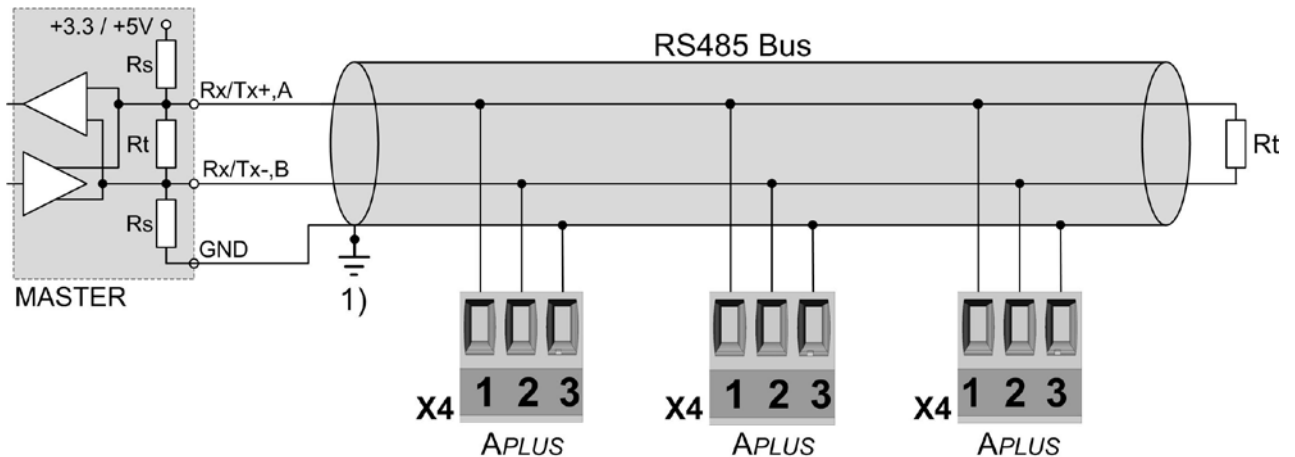 +3.3 / +5V
RS485 Bus
Rs
Rx/Tx+,A
Rt
Rt
Rx/Tx-,B
Rs
GND
MASTER
1)
X4 1 2 3
X4 1 2 3
X4 1 2 3
APLUS
APLUS
APLUS